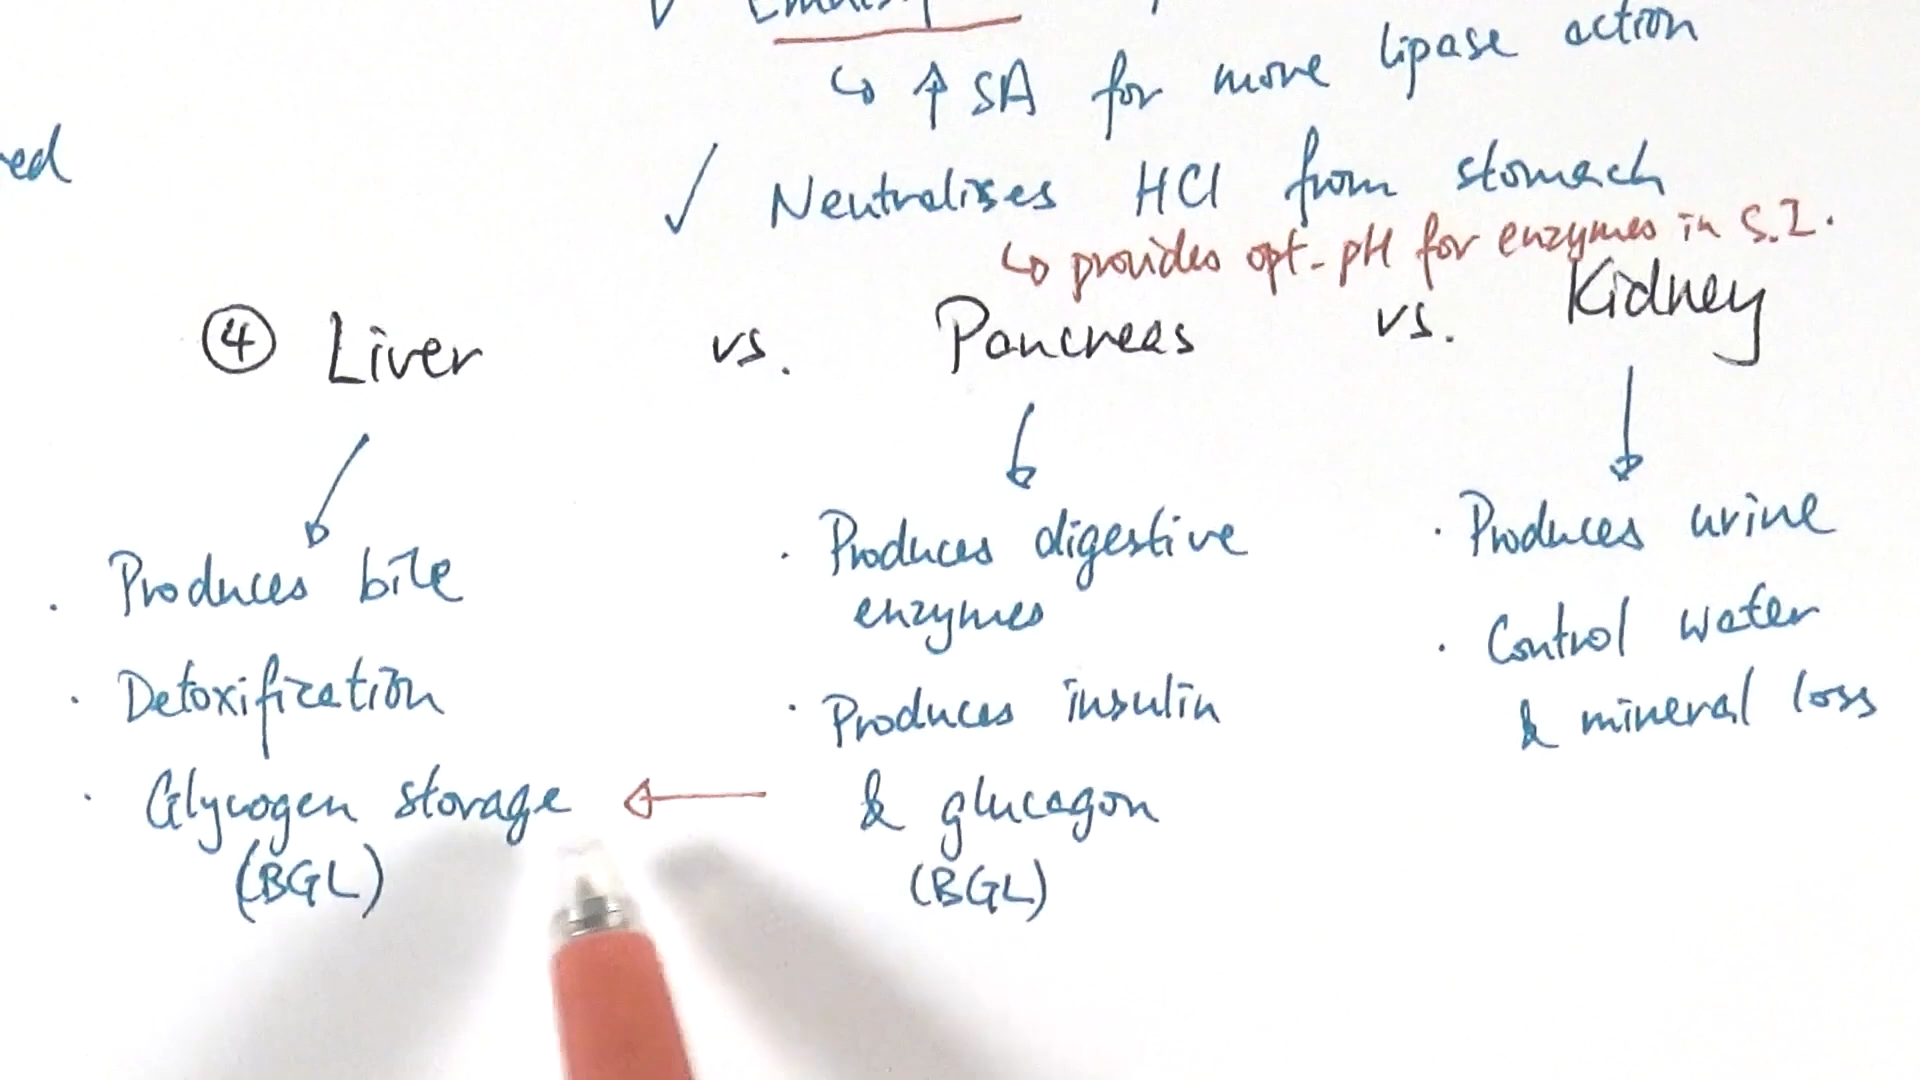 ↳ ↑ SA for more lipase action
ed
✓ Neutralises HCl from stomach
↳ provides opt. pH for enzymes in S.I.
④ Liver vs. Pancreas vs. Kidney
· Produces bile
· Detoxification
· Glycogen storage
(BGL)
· Produces digestive
enzymes
· Produces insulin
& glucagon
(BGL)
· Produces urine
· Control water
& mineral loss